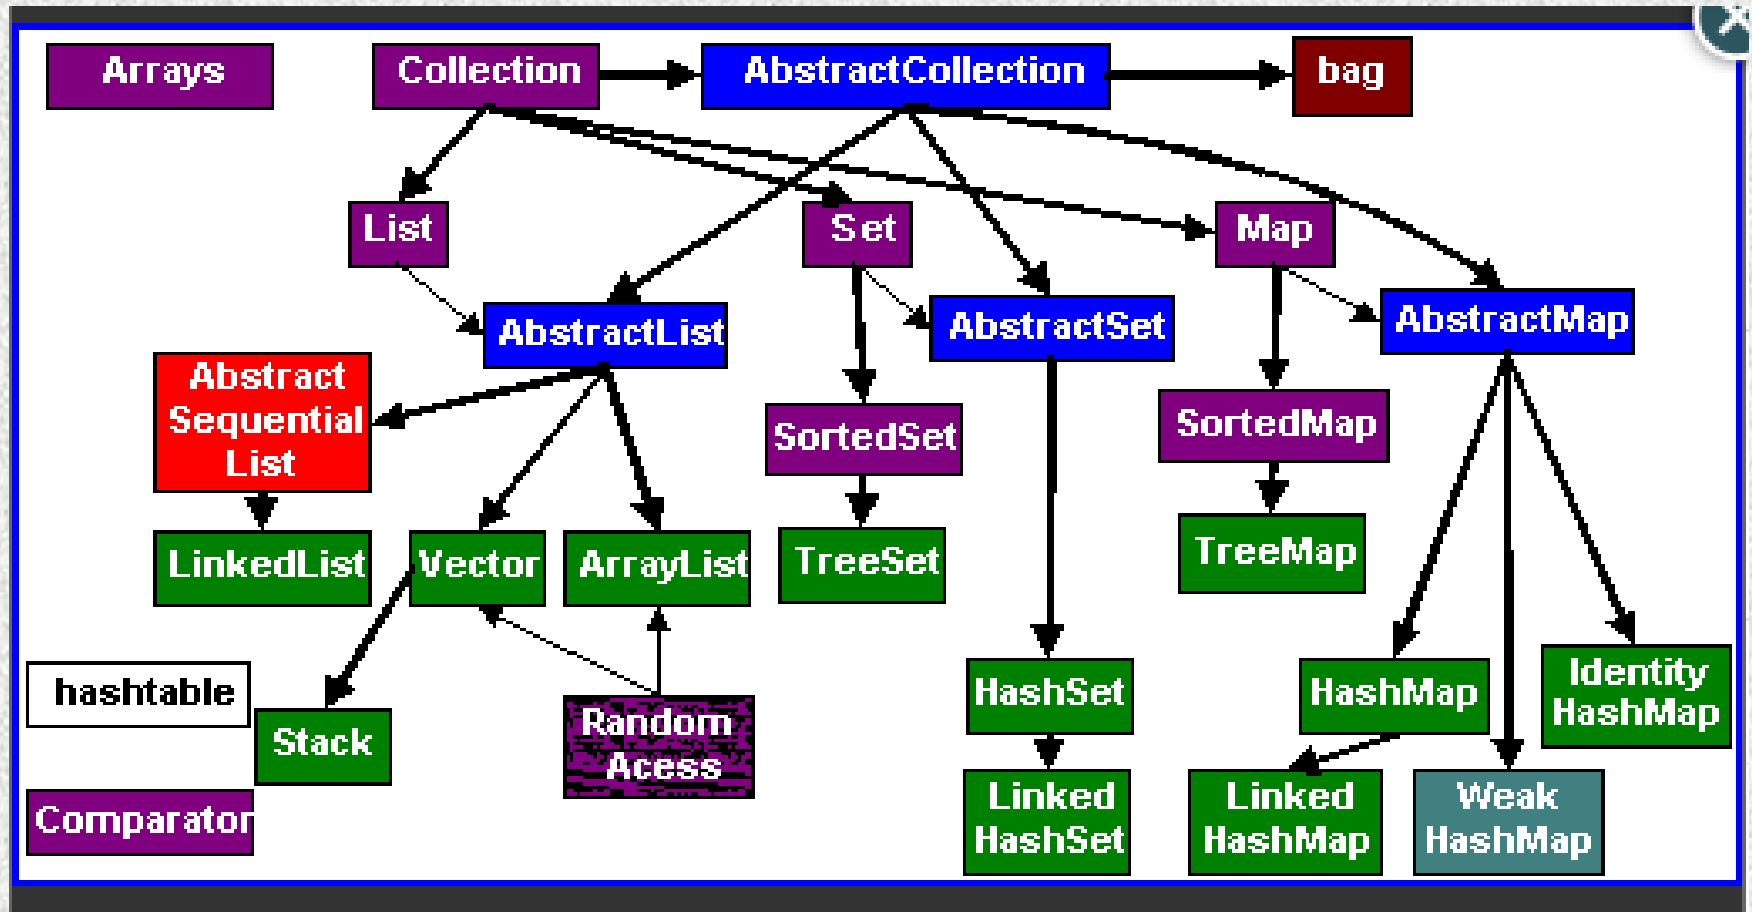 Arrays
Collection
AbstractCollection
bag
List
Set
Map
AbstractList
AbstractSet
AbstractMap
Abstract
Sequential
List
SortedSet
SortedMap
LinkedList
Vector
ArrayList
TreeSet
TreeMap
hashtable
Stack
Random
Acess
HashSet
HashMap
Identity
HashMap
Comparator
Linked
HashSet
Linked
HashMap
Weak
HashMap